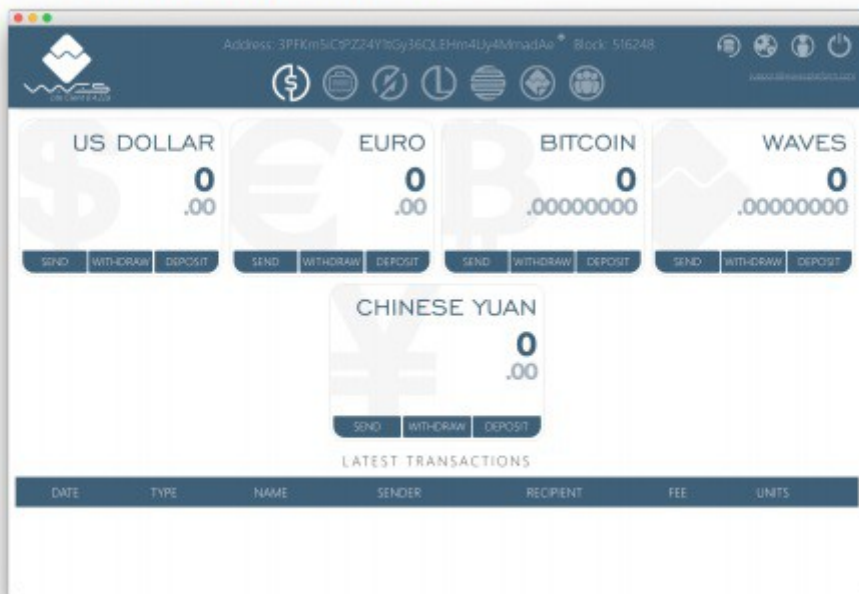 Block: 516248
WAVES
US DOLLAR
0
.00
SEND WITHDRAW DEPOSIT
EURO
0
.00
SEND WITHDRAW DEPOSIT
BITCOIN
0
.00000000
SEND WITHDRAW DEPOSIT
WAVES
0
.00000000
SEND WITHDRAW DEPOSIT
CHINESE YUAN
0
.00
SEND WITHDRAW DEPOSIT
LATEST TRANSACTIONS
DATE TYPE NAME SENDER RECIPIENT FEE UNITS